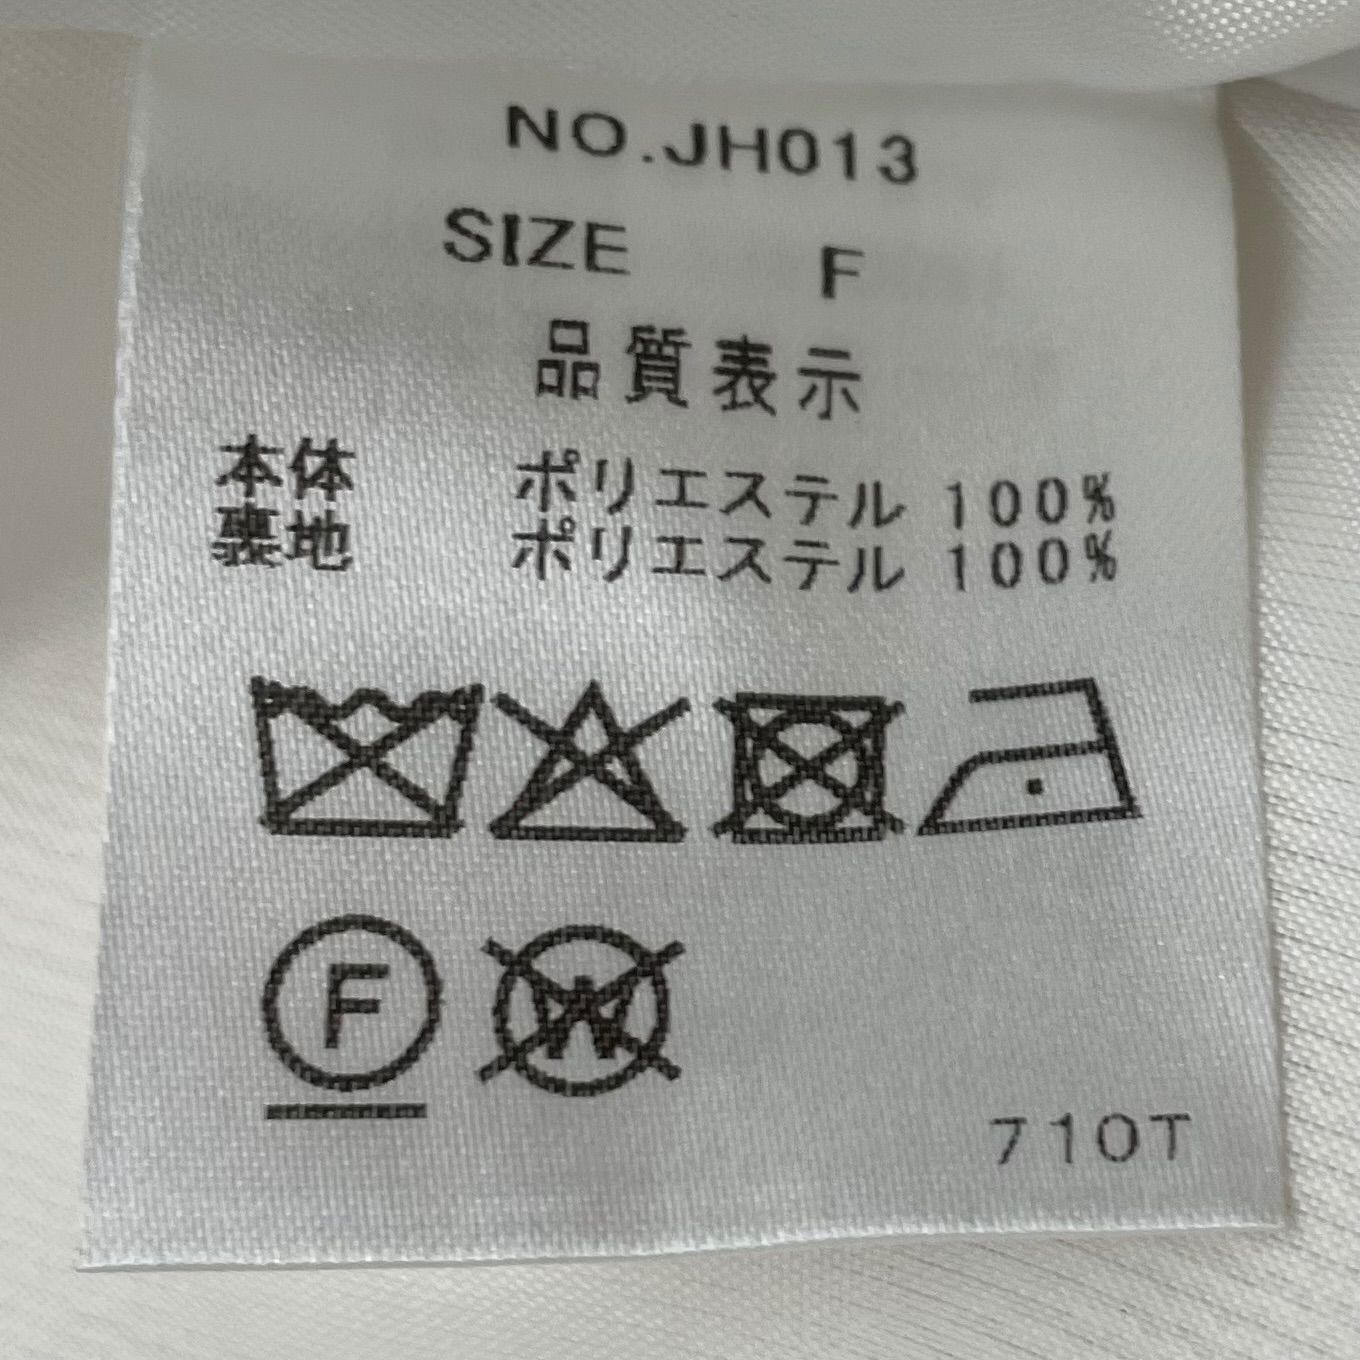 NO.JH013
SIZE F
品質表示
本体 ポリエステル 100%
裏地 ポリエステル 100%
F
W
710T